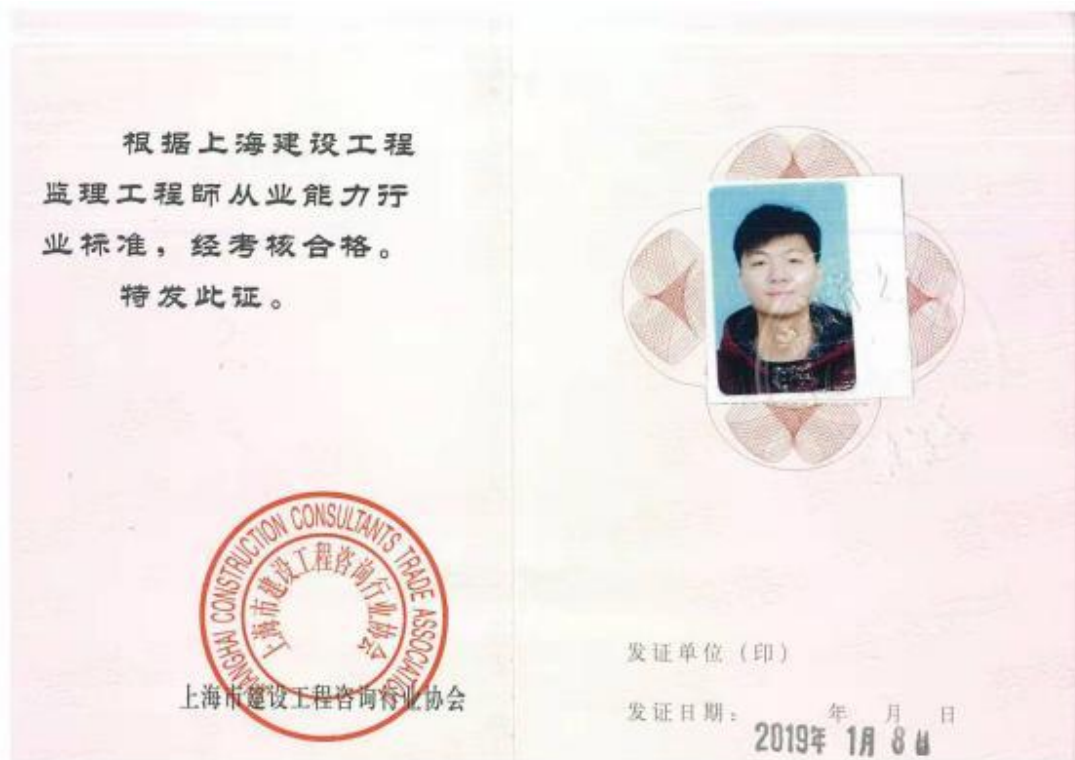 根据上海建设工程
监理工程師从业能力行
业标准，经考核合格。
特发此证。
SHANGHAI CONSTRUCTION CONSULTANTS TRADE ASSOCIATION
上海市建设工程咨询行业协会
上海市建设工程咨询行业协会
发证单位（印）
发证日期： 年 月 日
2019年 1月 8日